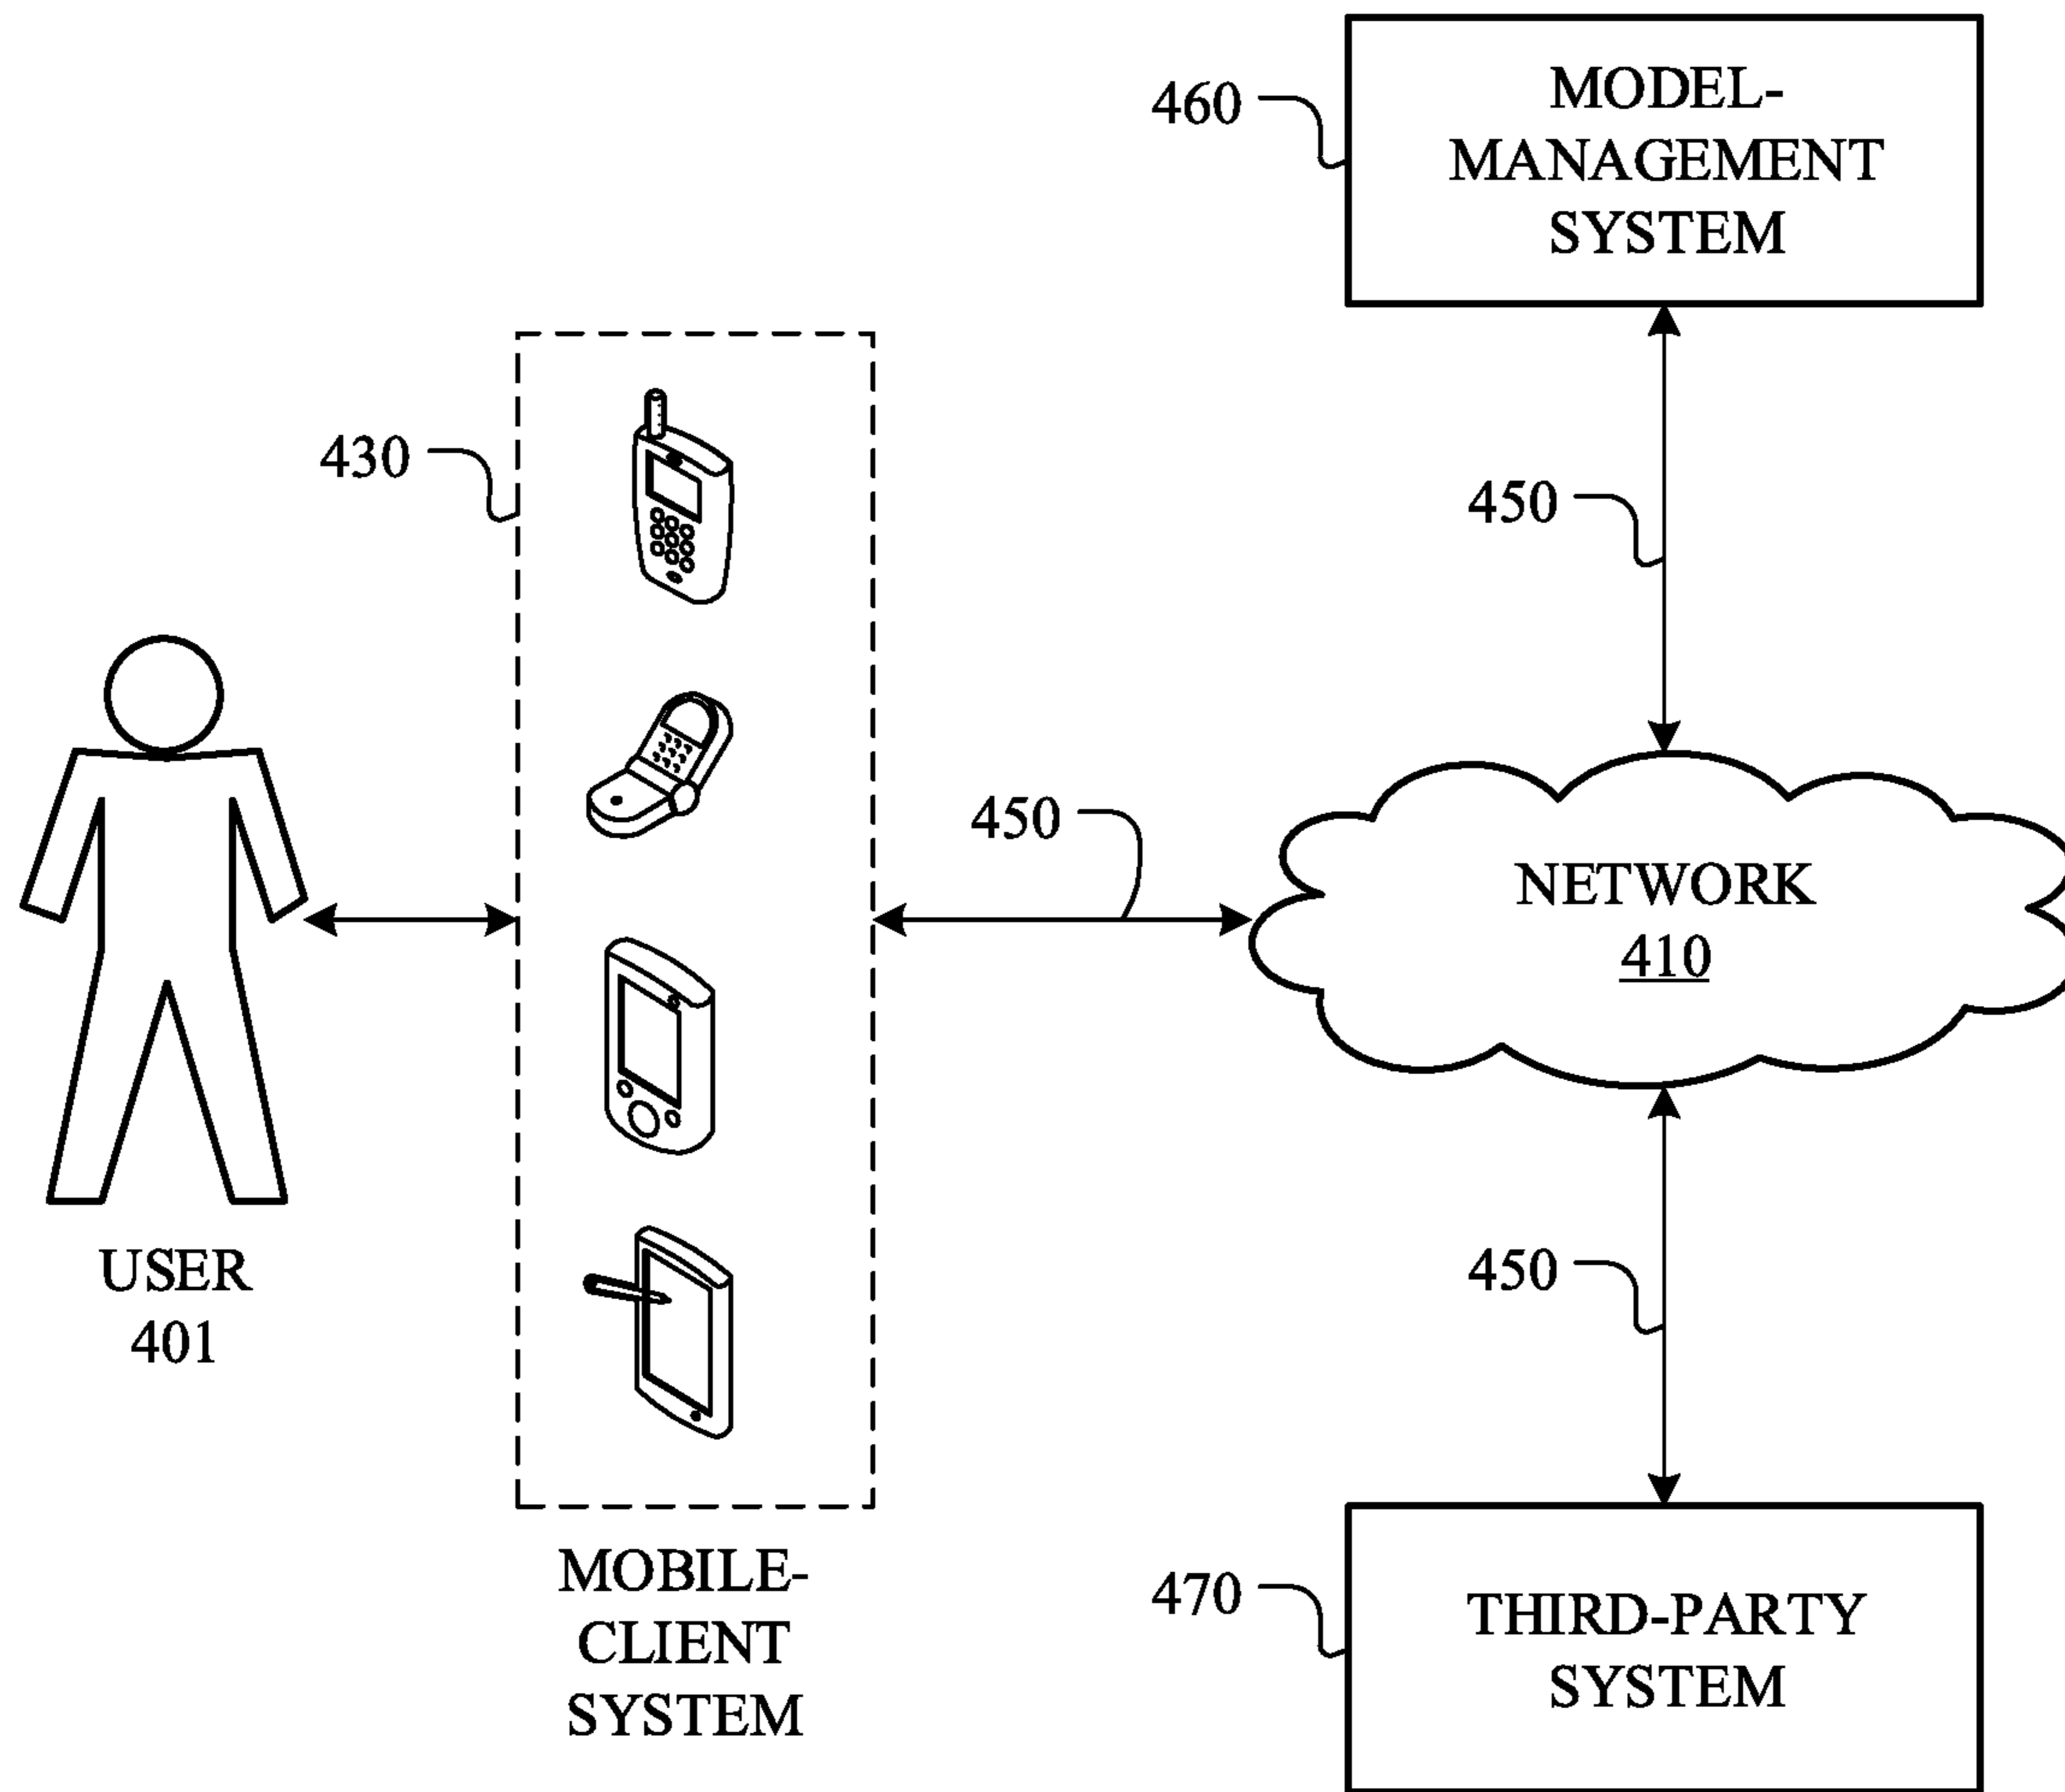 460
MODEL-
MANAGEMENT
SYSTEM
430
450
450
NETWORK
410
USER
401
450
MOBILE-
CLIENT
SYSTEM
470
THIRD-PARTY
SYSTEM